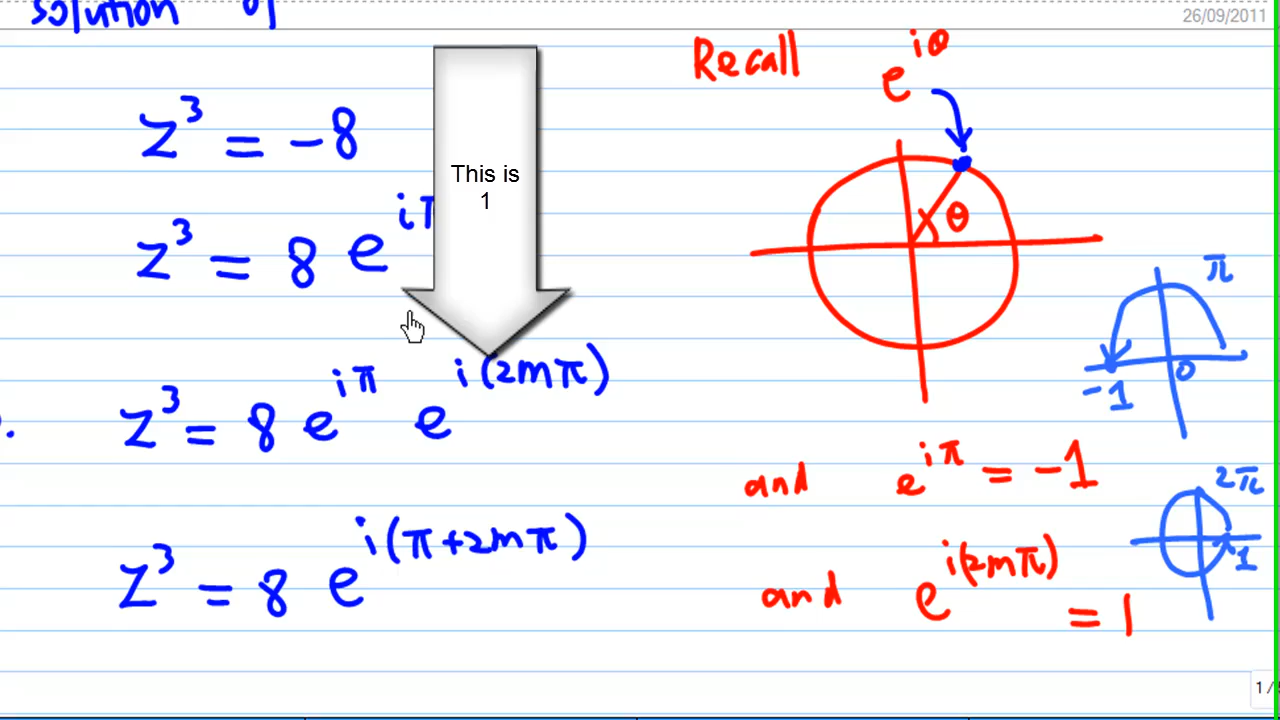 solution of
26/09/2011
z³ = -8
z³ = 8 e^iπ
This is
1
z³ = 8 e^iπ e^i(2mπ)
z³ = 8 e^i(π+2mπ)
Recall e^iθ
θ
π
-1 0
and e^iπ = -1
2π
1
and e^i(2mπ) = 1
1 /